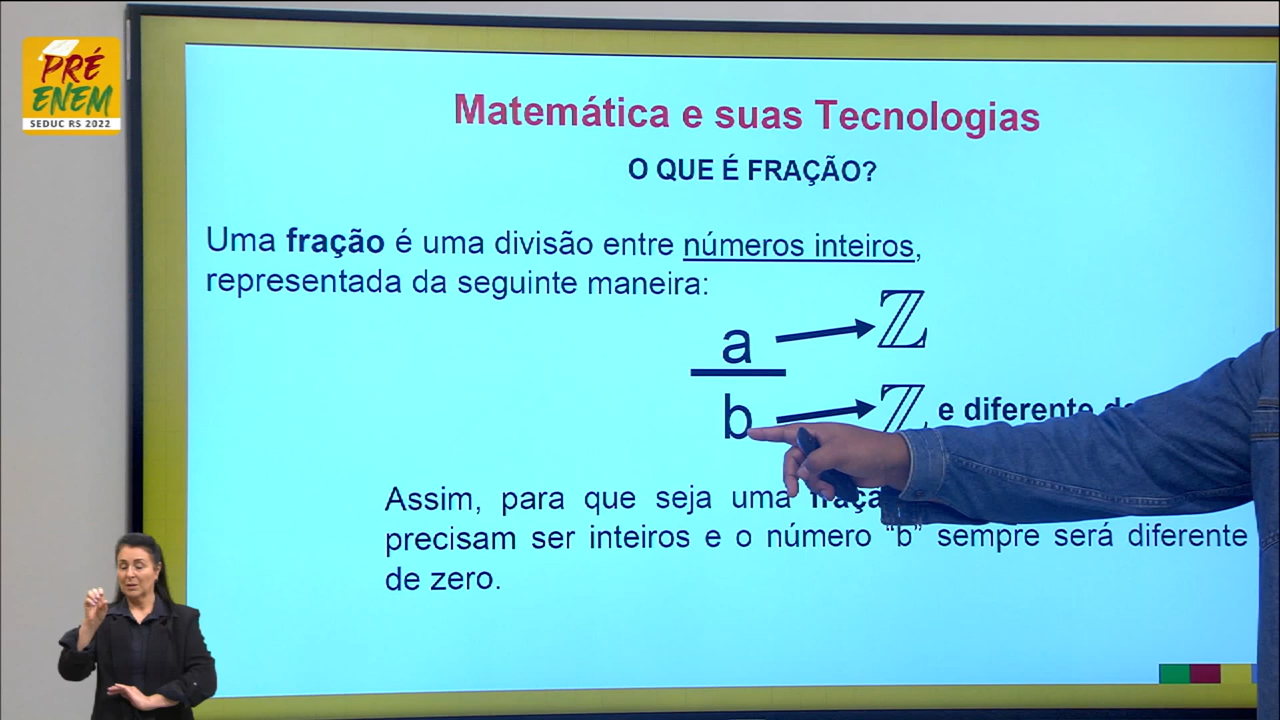 PRÉ
ENEM
SEDUC RS 2022
Matemática e suas Tecnologias
O QUE É FRAÇÃO?
Uma fração é uma divisão entre números inteiros,
representada da seguinte maneira:
a ℤ
b ℤ e diferente
Assim, para que seja uma
precisam ser inteiros e o número “b” sempre será diferente
de zero.